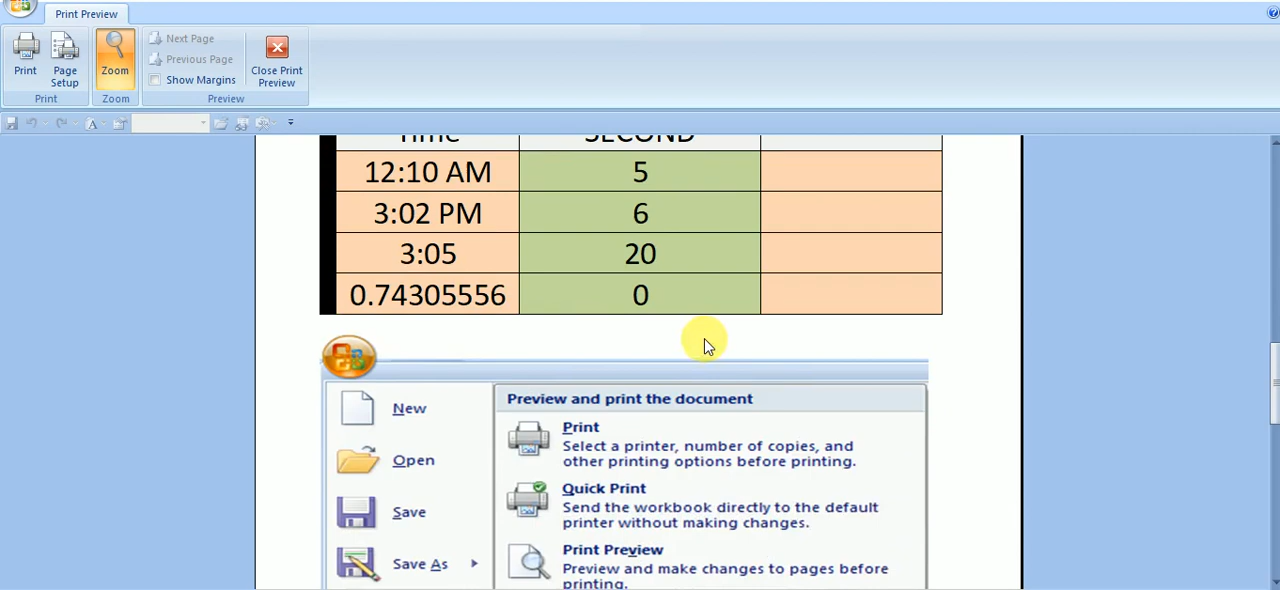 Print Preview
Print
Page Setup
Zoom
Next Page
Previous Page
Show Margins
Close Print Preview
Print
Zoom
Preview
Time SECOND
12:10 AM 5
3:02 PM 6
3:05 20
0.74305556 0
New
Open
Save
Save As
Preview and print the document
Print
Select a printer, number of copies, and
other printing options before printing.
Quick Print
Send the workbook directly to the default
printer without making changes.
Print Preview
Preview and make changes to pages before
printing.